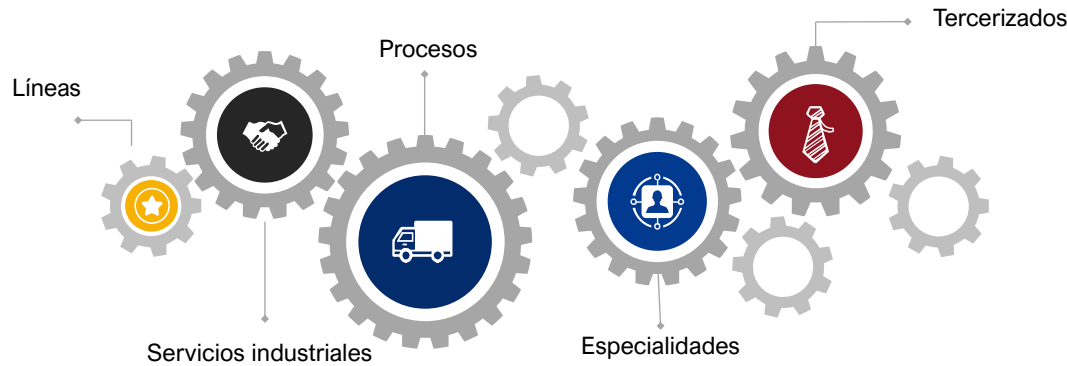 Líneas
Servicios industriales
Procesos
Especialidades
Tercerizados